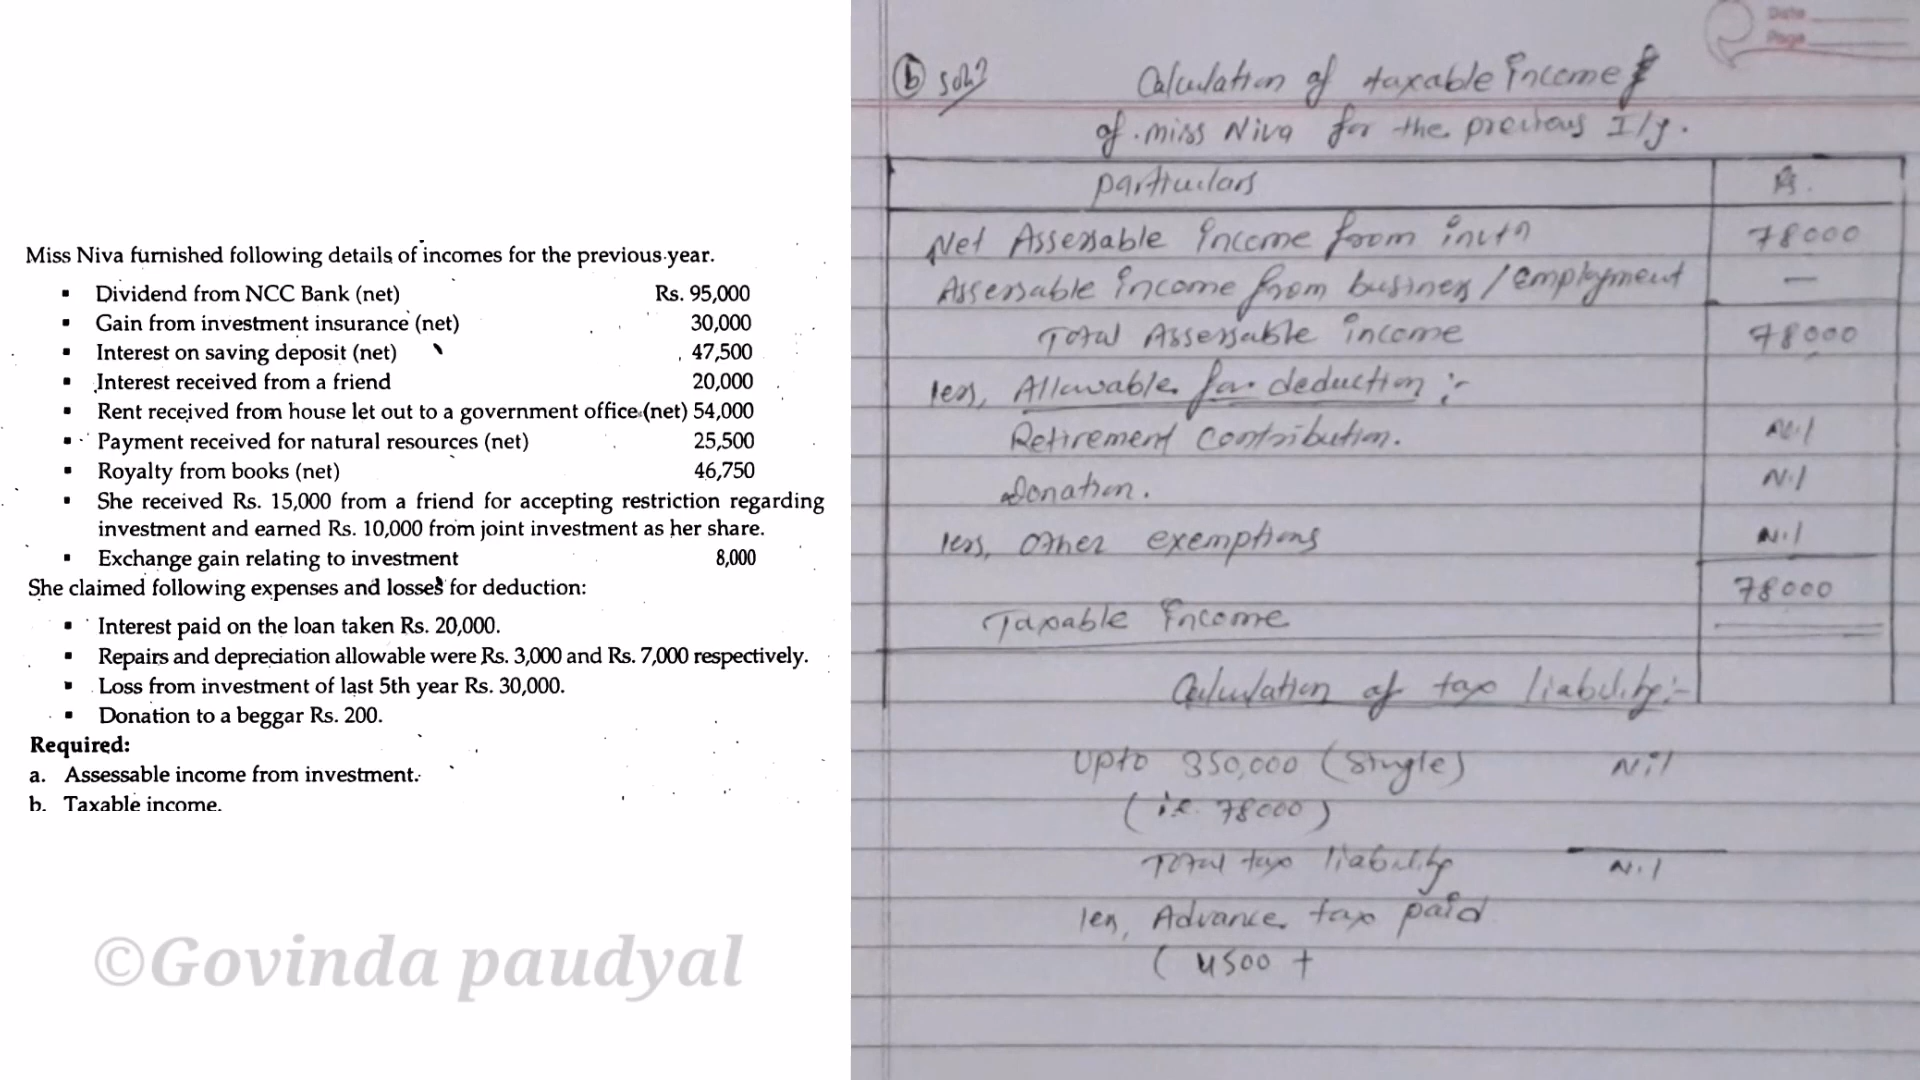 Miss Niva furnished following details of incomes for the previous year.
▪ Dividend from NCC Bank (net) Rs. 95,000
▪ Gain from investment insurance (net) 30,000
▪ Interest on saving deposit (net) 47,500
▪ Interest received from a friend 20,000
▪ Rent received from house let out to a government office (net) 54,000
▪ Payment received for natural resources (net) 25,500
▪ Royalty from books (net) 46,750
▪ She received Rs. 15,000 from a friend for accepting restriction regarding
investment and earned Rs. 10,000 from joint investment as her share.
▪ Exchange gain relating to investment 8,000
She claimed following expenses and losses for deduction:
▪ Interest paid on the loan taken Rs. 20,000.
▪ Repairs and depreciation allowable were Rs. 3,000 and Rs. 7,000 respectively.
▪ Loss from investment of last 5th year Rs. 30,000.
▪ Donation to a beggar Rs. 200.
Required:
a. Assessable income from investment.
b. Taxable income.
©Govinda paudyal
Date
Page
(b) Calculation of taxable income
of miss Niva for the previous I/y.
particulars Rs.
Net Assessable income from 78000
Assessable income from business / employment —
Total Assessable income 78000
less, Allowable for deduction :-
Retirement contribution. Nil
Donation. Nil
less, other exemptions Nil
78000
Taxable income
Calculation of tax liability:-
Upto 350,000 (single) Nil
(i.e. 78000)
Total tax liability Nil
less, Advance tax paid
( 4500 +